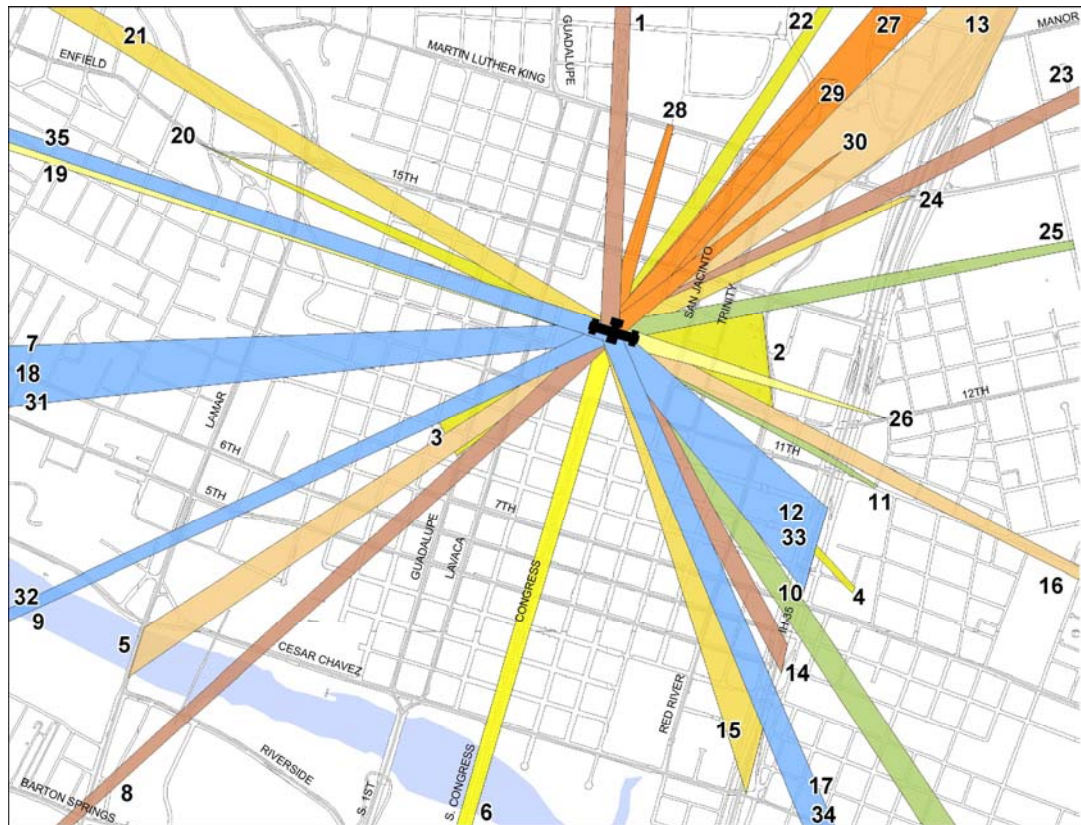 1
22
27
13
MANOR
21
GUADALUPE
ENFIELD
MARTIN LUTHER KING
23
29
28
30
35
20
19
15TH
24
25
SAN JACINTO
TRINITY
7
2
18
31
12TH
LAMAR
26
3
6TH
11TH
11
5TH
7TH
12
33
GUADALUPE
LAVACA
CONGRESS
16
32
10
4
9
IH-35
5
CESAR CHAVEZ
14
RED RIVER
15
RIVERSIDE
17
8
BARTON SPRINGS
S. 1ST
S. CONGRESS
6
34